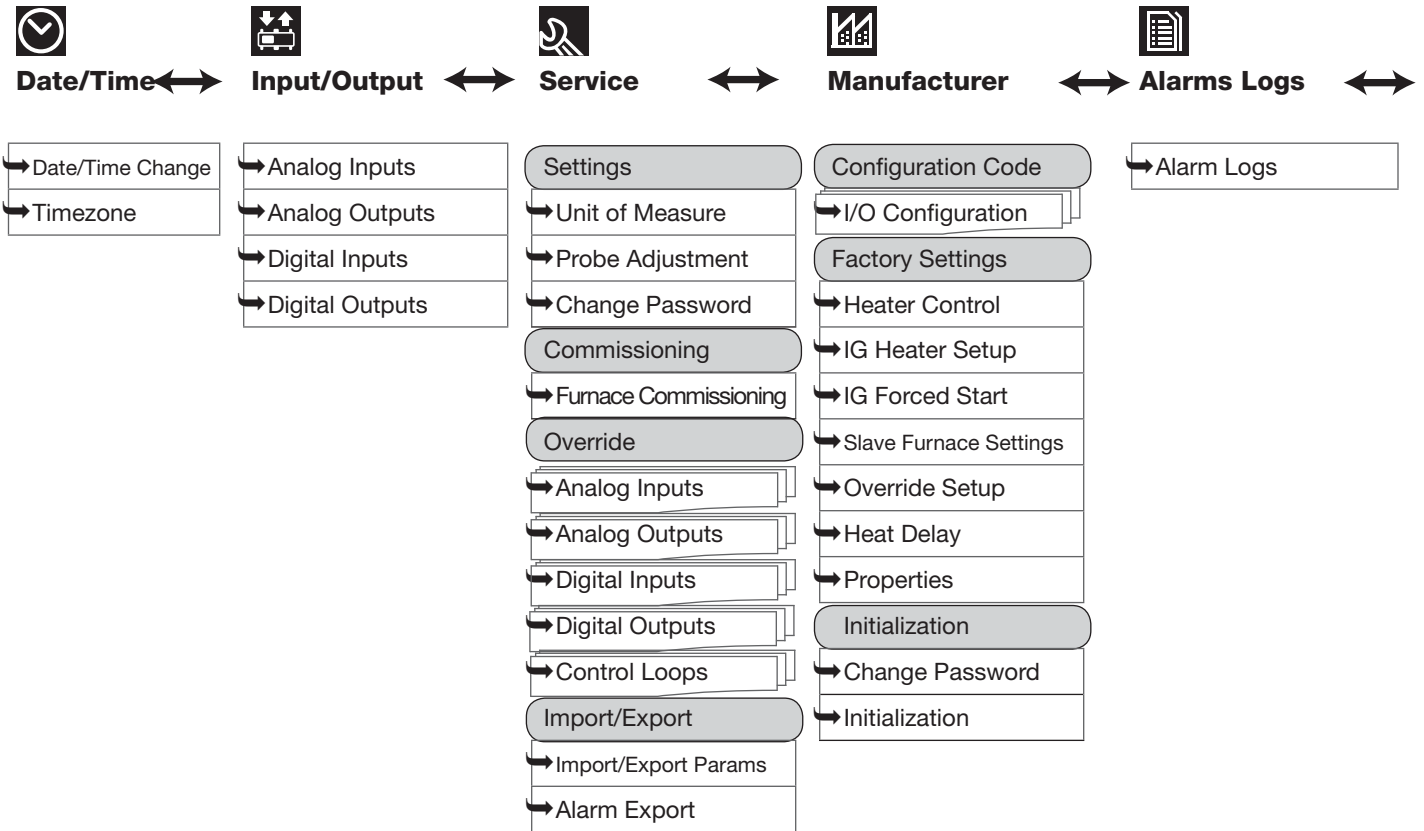 Date/Time
Date/Time Change
Timezone
Input/Output
Analog Inputs
Analog Outputs
Digital Inputs
Digital Outputs
Service
Settings
Unit of Measure
Probe Adjustment
Change Password
Commissioning
Furnace Commissioning
Override
Analog Inputs
Analog Outputs
Digital Inputs
Digital Outputs
Control Loops
Import/Export
Import/Export Params
Alarm Export
Manufacturer
Configuration Code
I/O Configuration
Factory Settings
Heater Control
IG Heater Setup
IG Forced Start
Slave Furnace Settings
Override Setup
Heat Delay
Properties
Initialization
Change Password
Initialization
Alarms Logs
Alarm Logs